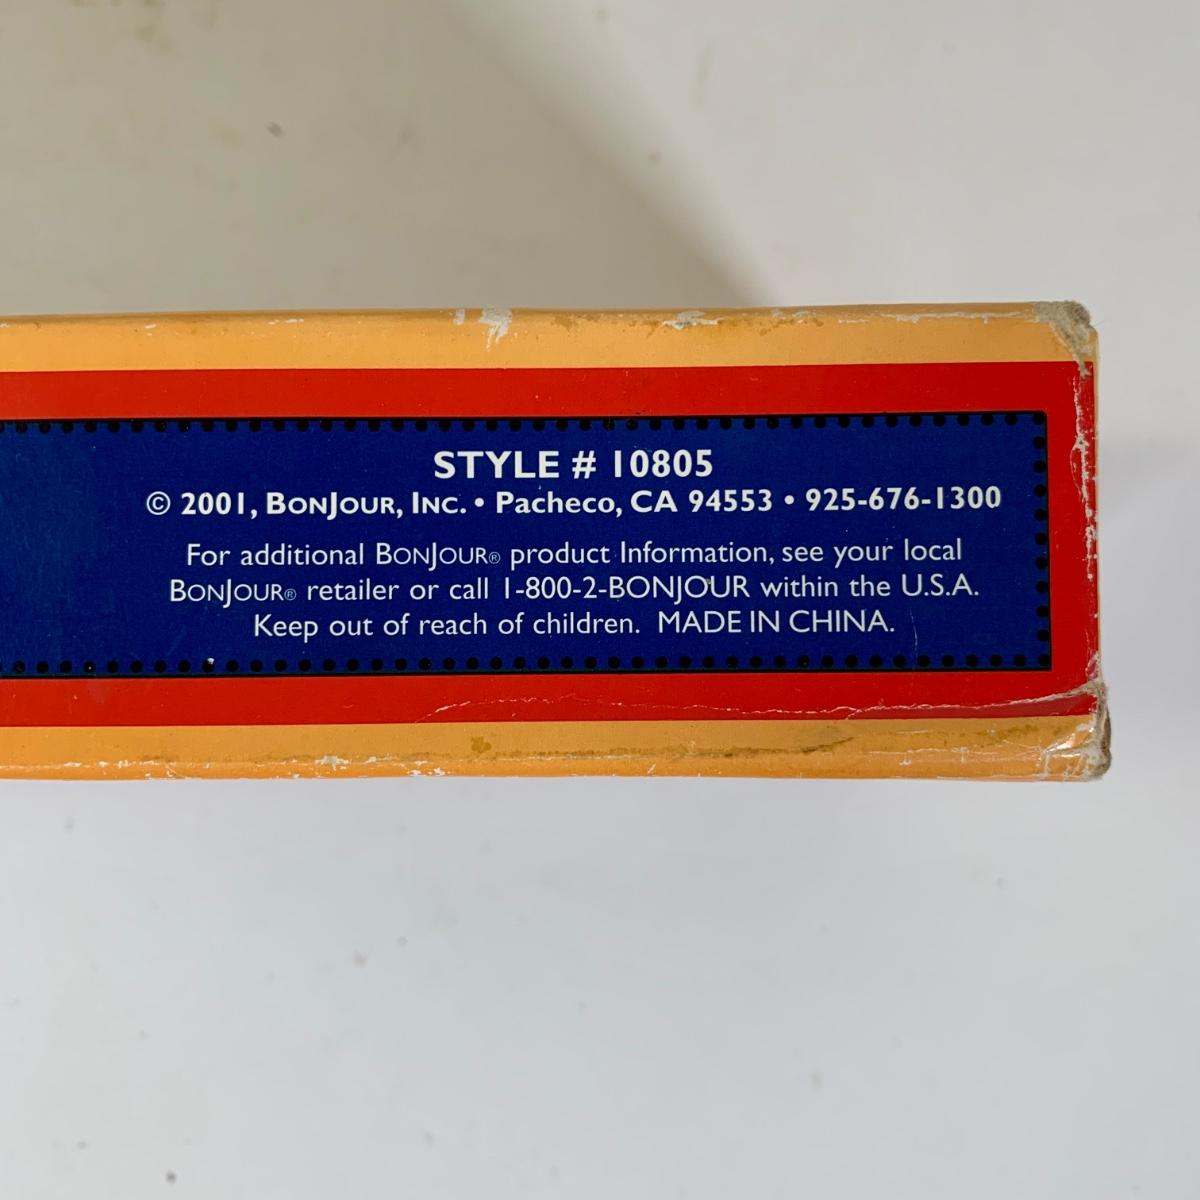 STYLE # 10805
© 2001, BONJOUR, INC. • Pacheco, CA 94553 • 925-676-1300
For additional BONJOUR® product Information, see your local
BONJOUR® retailer or call 1-800-2-BONJOUR within the U.S.A.
Keep out of reach of children. MADE IN CHINA.